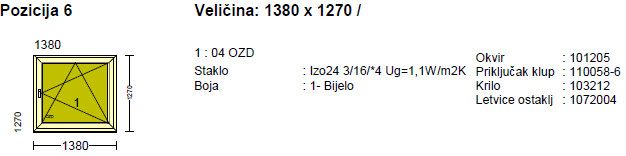 Pozicija 6
Veličina: 1380 x 1270 /
1380
1
1270
1270
1380
1 : 04 OZD
Staklo : Izo24 3/16/*4 Ug=1,1W/m2K
Boja : 1- Bijelo
Okvir : 101205
Priključak klup : 110058-6
Krilo : 103212
Letvice ostaklj : 1072004